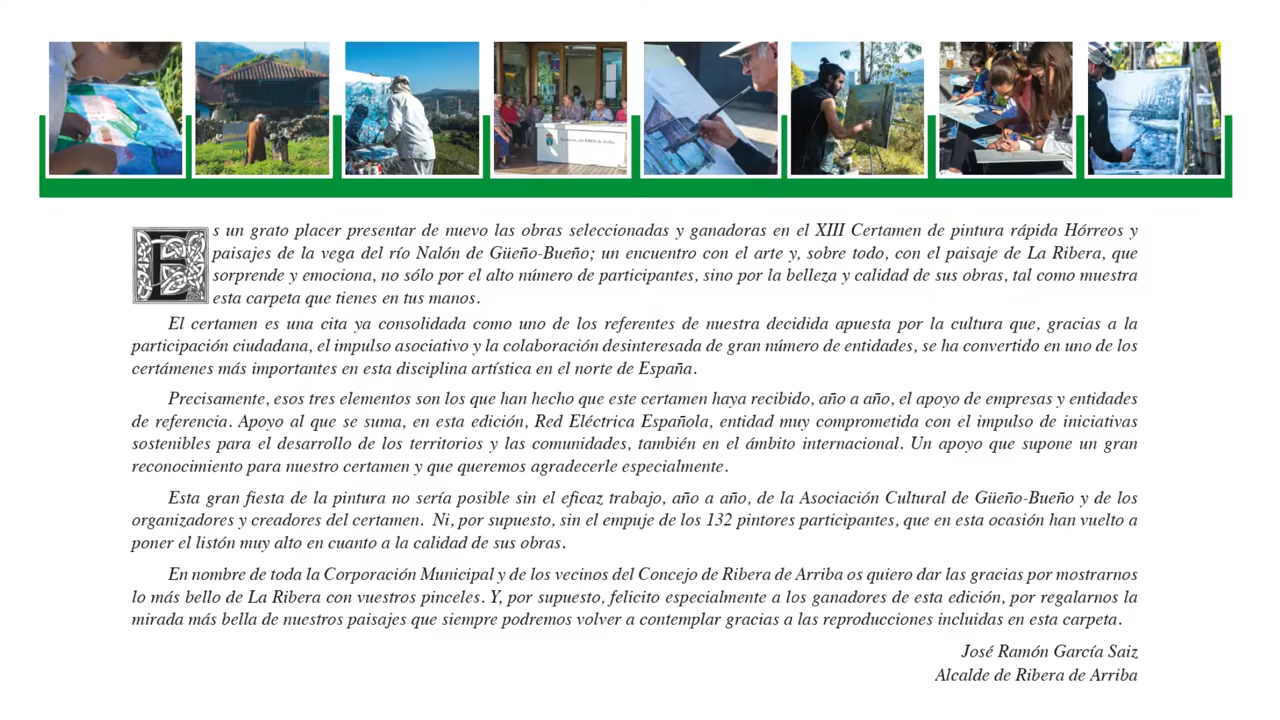 Es un grato placer presentar de nuevo las obras seleccionadas y ganadoras en el XIII Certamen de pintura rápida Hórreos y
paisajes de la vega del río Nalón de Güeño-Bueño; un encuentro con el arte y, sobre todo, con el paisaje de La Ribera, que
sorprende y emociona, no sólo por el alto número de participantes, sino por la belleza y calidad de sus obras, tal como muestra
esta carpeta que tienes en tus manos.
El certamen es una cita ya consolidada como uno de los referentes de nuestra decidida apuesta por la cultura que, gracias a la
participación ciudadana, el impulso asociativo y la colaboración desinteresada de gran número de entidades, se ha convertido en uno de los
certámenes más importantes en esta disciplina artística en el norte de España.
Precisamente, esos tres elementos son los que han hecho que este certamen haya recibido, año a año, el apoyo de empresas y entidades
de referencia. Apoyo al que se suma, en esta edición, Red Eléctrica Española, entidad muy comprometida con el impulso de iniciativas
sostenibles para el desarrollo de los territorios y las comunidades, también en el ámbito internacional. Un apoyo que supone un gran
reconocimiento para nuestro certamen y que queremos agradecerle especialmente.
Esta gran fiesta de la pintura no sería posible sin el eficaz trabajo, año a año, de la Asociación Cultural de Güeño-Bueño y de los
organizadores y creadores del certamen. Ni, por supuesto, sin el empuje de los 132 pintores participantes, que en esta ocasión han vuelto a
poner el listón muy alto en cuanto a la calidad de sus obras.
En nombre de toda la Corporación Municipal y de los vecinos del Concejo de Ribera de Arriba os quiero dar las gracias por mostrarnos
lo más bello de La Ribera con vuestros pinceles. Y, por supuesto, felicito especialmente a los ganadores de esta edición, por regalarnos la
mirada más bella de nuestros paisajes que siempre podremos volver a contemplar gracias a las reproducciones incluidas en esta carpeta.
José Ramón García Saiz
Alcalde de Ribera de Arriba